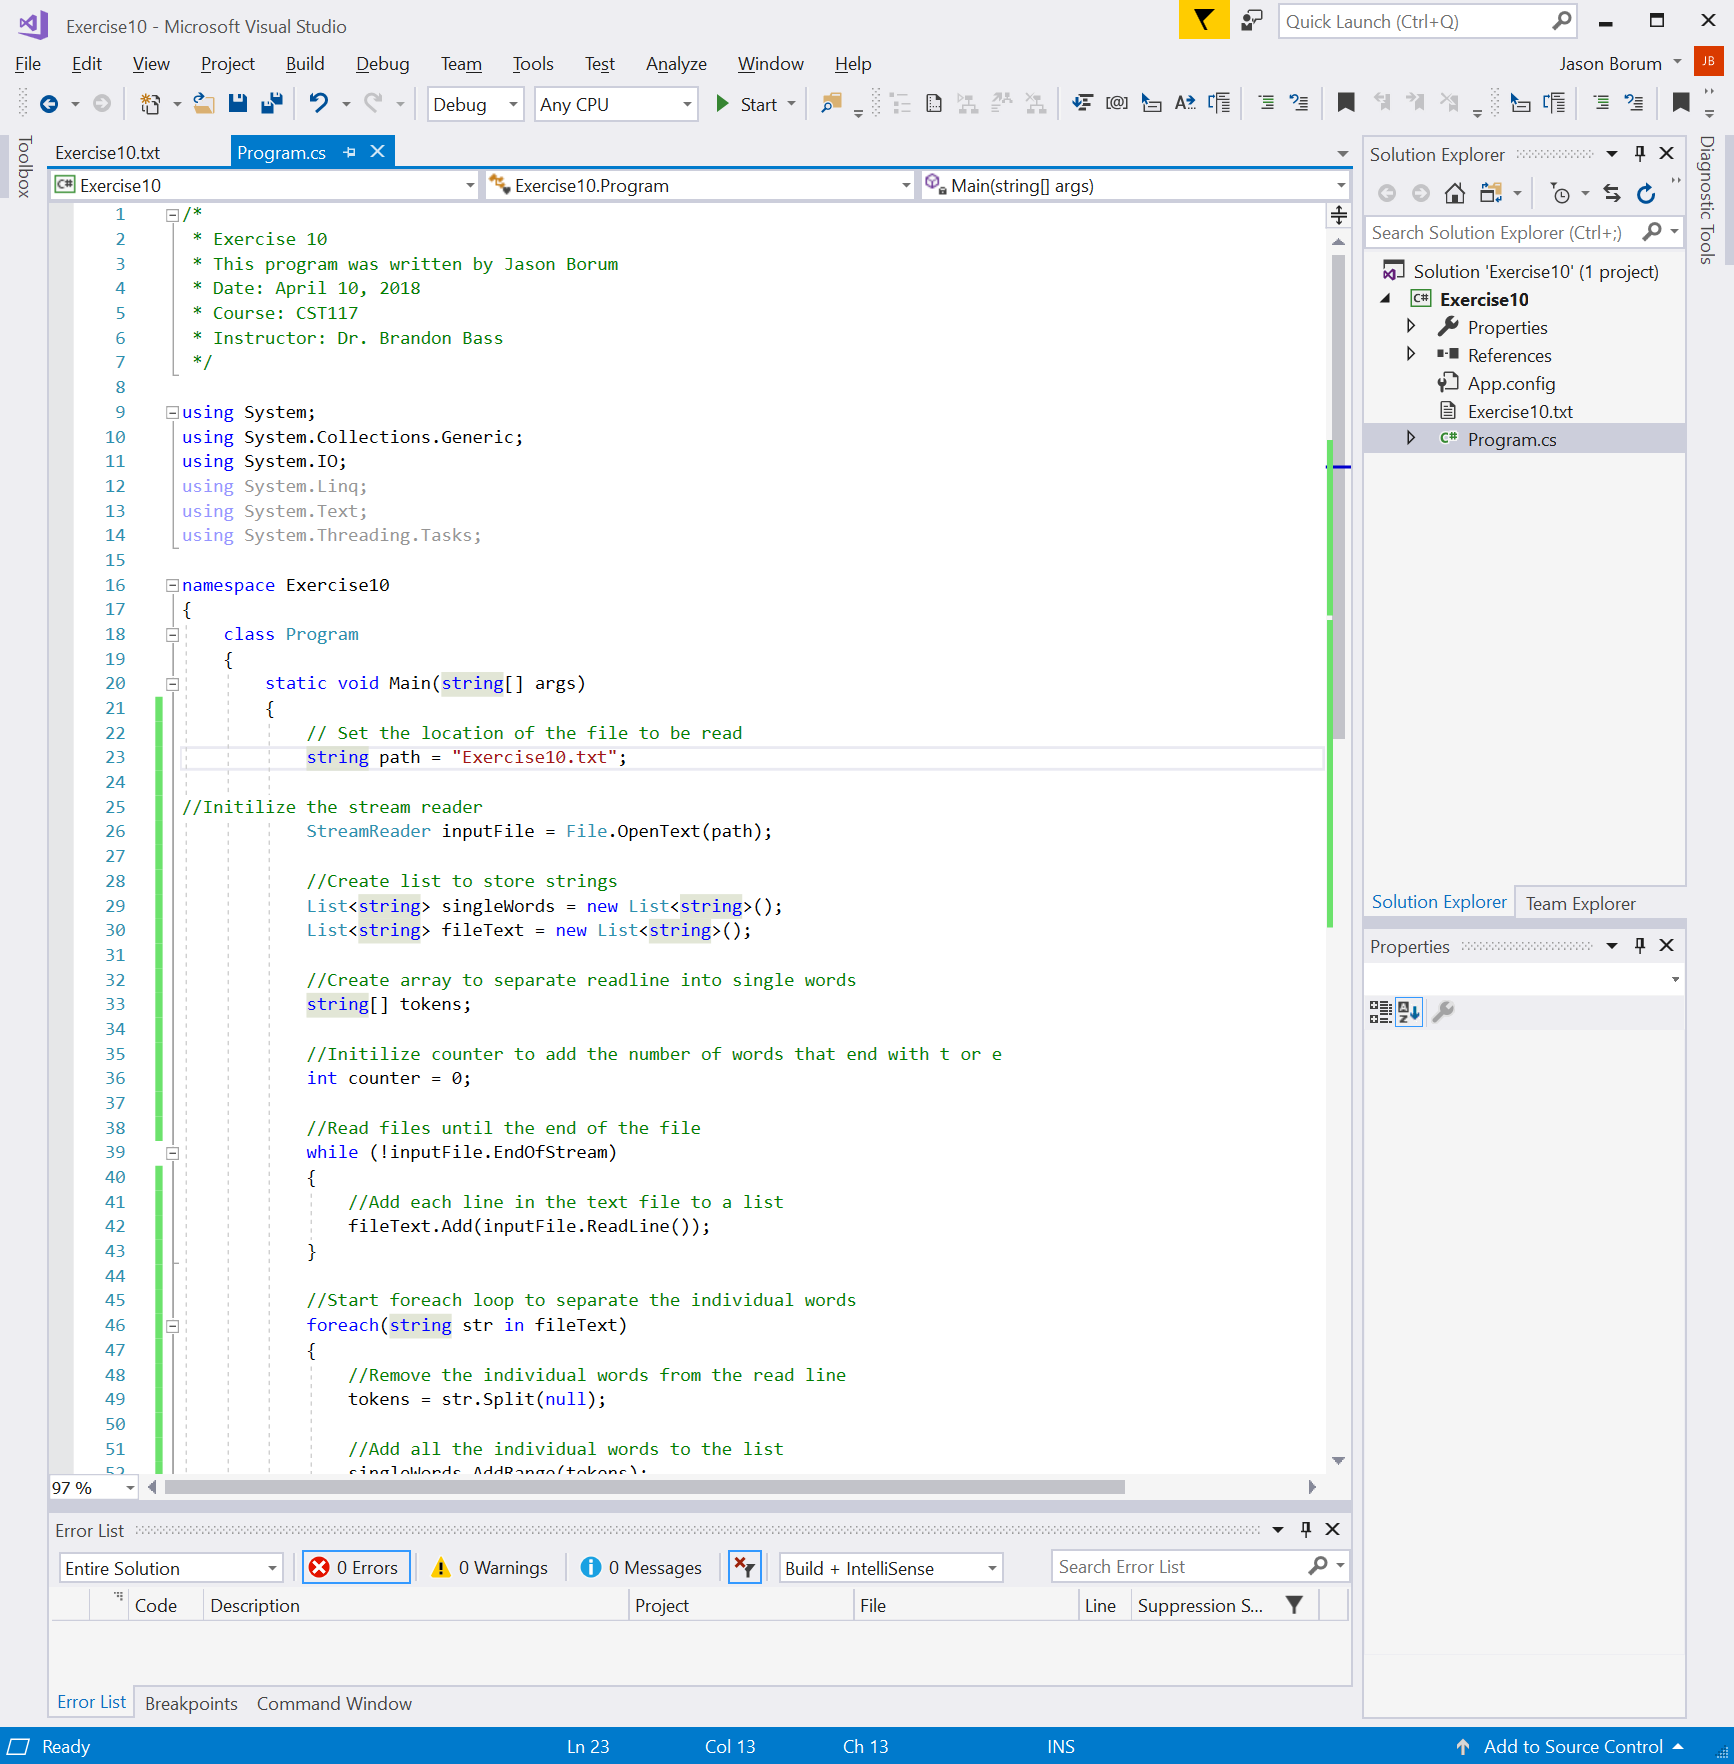 Exercise10 - Microsoft Visual Studio
Quick Launch (Ctrl+Q)
File Edit View Project Build Debug Team Tools Test Analyze Window Help
Jason Borum JB
Debug Any CPU Start
Toolbox
Exercise10.txt Program.cs
Exercise10 Exercise10.Program Main(string[] args)
1 /*
2 * Exercise 10
3 * This program was written by Jason Borum
4 * Date: April 10, 2018
5 * Course: CST117
6 * Instructor: Dr. Brandon Bass
7 */
8
9 using System;
10 using System.Collections.Generic;
11 using System.IO;
12 using System.Linq;
13 using System.Text;
14 using System.Threading.Tasks;
15
16 namespace Exercise10
17 {
18 class Program
19 {
20 static void Main(string[] args)
21 {
22 // Set the location of the file to be read
23 string path = "Exercise10.txt";
24
25 //Initilize the stream reader
26 StreamReader inputFile = File.OpenText(path);
27
28 //Create list to store strings
29 List<string> singleWords = new List<string>();
30 List<string> fileText = new List<string>();
31
32 //Create array to separate readline into single words
33 string[] tokens;
34
35 //Initilize counter to add the number of words that end with t or e
36 int counter = 0;
37
38 //Read files until the end of the file
39 while (!inputFile.EndOfStream)
40 {
41 //Add each line in the text file to a list
42 fileText.Add(inputFile.ReadLine());
43 }
44
45 //Start foreach loop to separate the individual words
46 foreach(string str in fileText)
47 {
48 //Remove the individual words from the read line
49 tokens = str.Split(null);
50
51 //Add all the individual words to the list
52 singleWords.AddRange(tokens);
97 %
Solution Explorer
Search Solution Explorer (Ctrl+;)
Solution 'Exercise10' (1 project)
C# Exercise10
Properties
References
App.config
Exercise10.txt
C# Program.cs
Solution Explorer Team Explorer
Properties
Diagnostic Tools
Error List
Entire Solution 0 Errors 0 Warnings 0 Messages Build + IntelliSense Search Error List
Code Description Project File Line Suppression S...
Error List Breakpoints Command Window
Ready Ln 23 Col 13 Ch 13 INS Add to Source Control